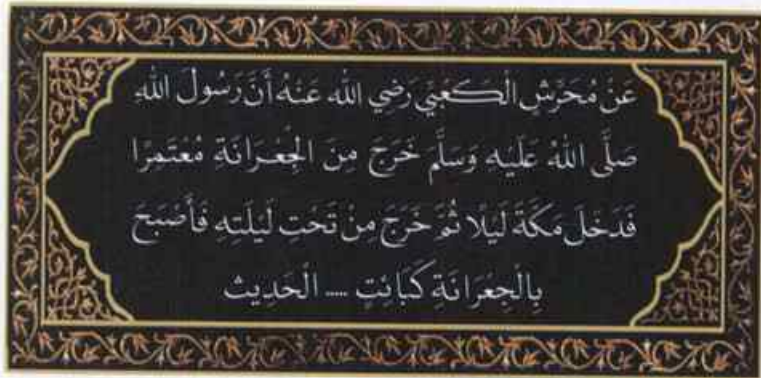 عَنْ مُحَرِّشٍ الْكَعْبِيِّ رَضِيَ اللهُ عَنْهُ أَنَّ رَسُولَ اللهِ
صَلَّى اللهُ عَلَيْهِ وَسَلَّمَ خَرَجَ مِنَ الْجِعْرَانَةِ مُعْتَمِرًا
فَدَخَلَ مَكَّةَ لَيْلًا ثُمَّ خَرَجَ مِنْ تَحْتِ لَيْلَتِهِ فَأَصْبَحَ
بِالْجِعْرَانَةِ كَبَائِتٍ .... الْحَدِيث